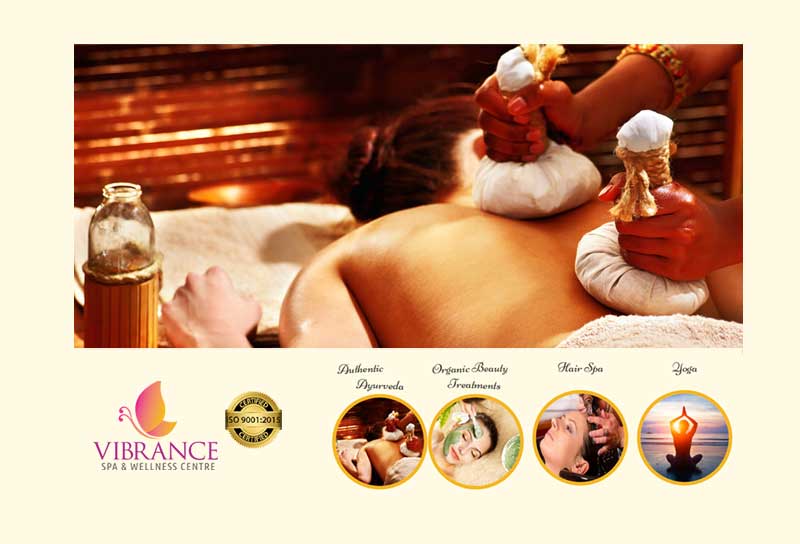 Authentic
Ayurveda
Organic Beauty
Treatments
Hair Spa
Yoga
VIBRANCE
SPA & WELLNESS CENTRE
CERTIFIED
ISO 9001:2015
CERTIFIED